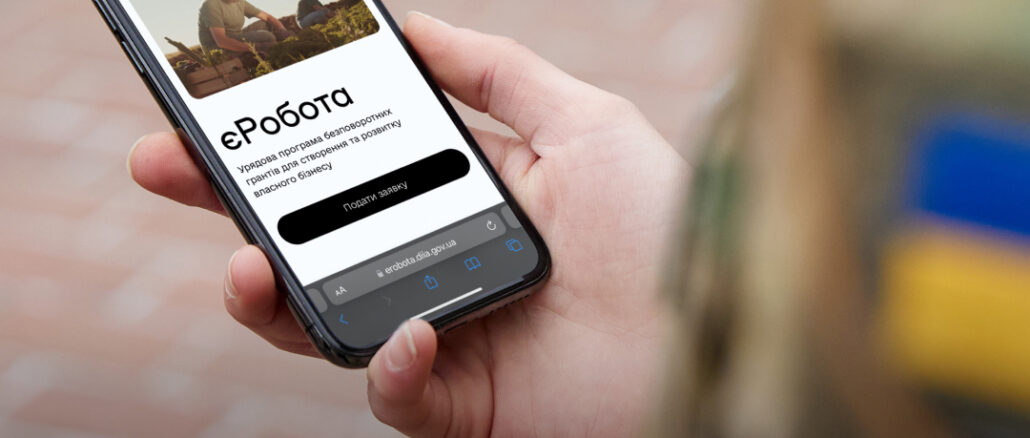 єРобота
Урядова програма безповоротних
грантів для створення та розвитку
власного бізнесу
Подати заявку
AA
erobota.diia.gov.ua